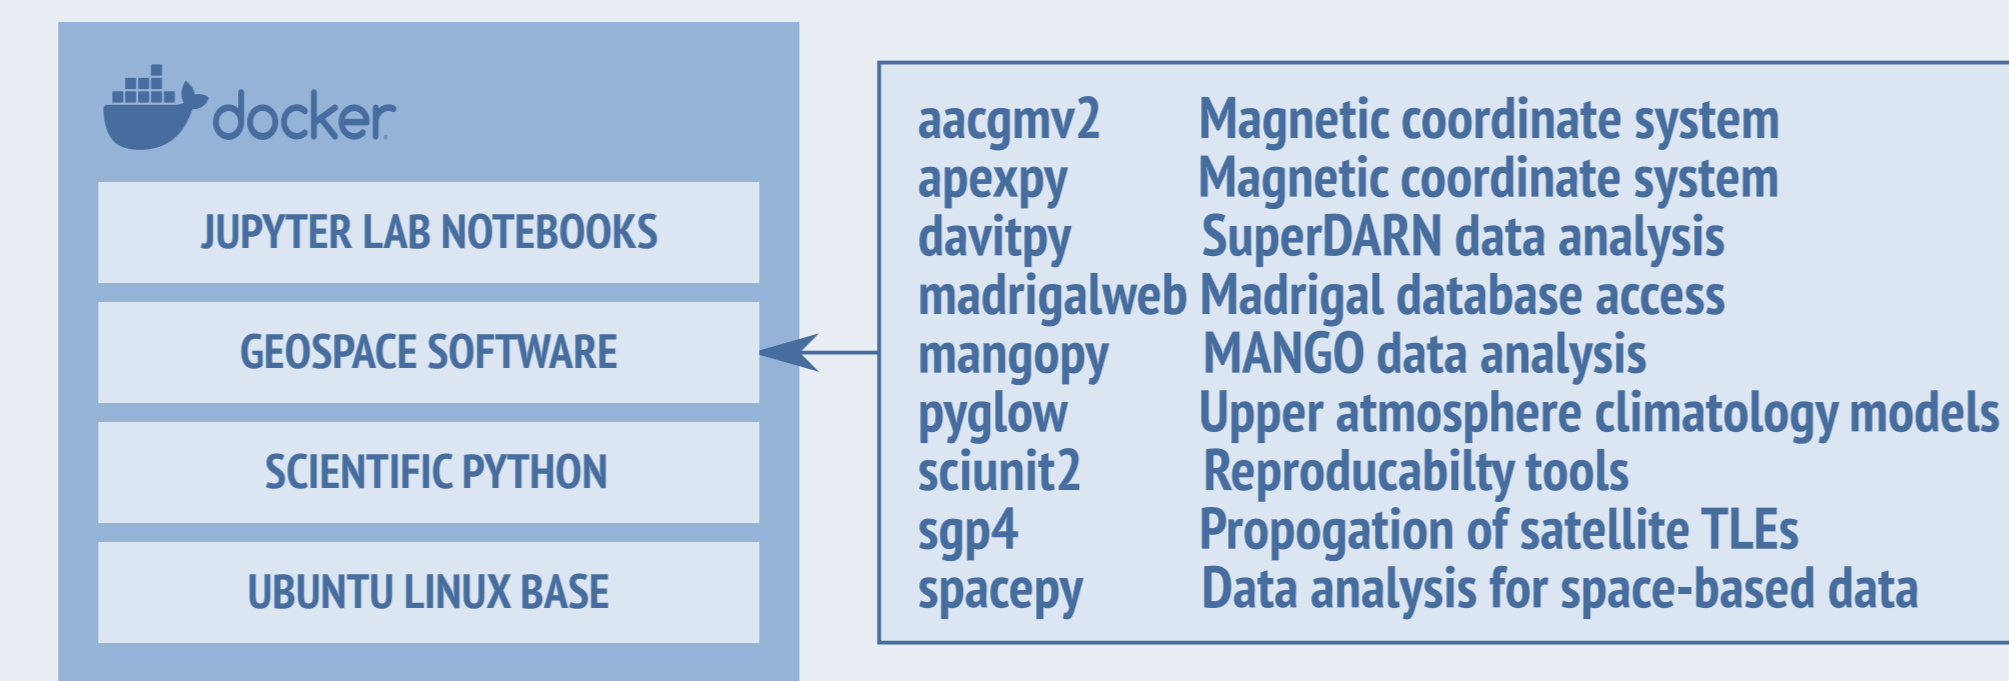 docker
JUPYTER LAB NOTEBOOKS
GEOSPACE SOFTWARE
SCIENTIFIC PYTHON
UBUNTU LINUX BASE
aacgmv2 Magnetic coordinate system
apexpy Magnetic coordinate system
davitpy SuperDARN data analysis
madrigalweb Madrigal database access
mangopy MANGO data analysis
pyglow Upper atmosphere climatology models
sciunit2 Reproducabilty tools
sgp4 Propogation of satellite TLEs
spacepy Data analysis for space-based data